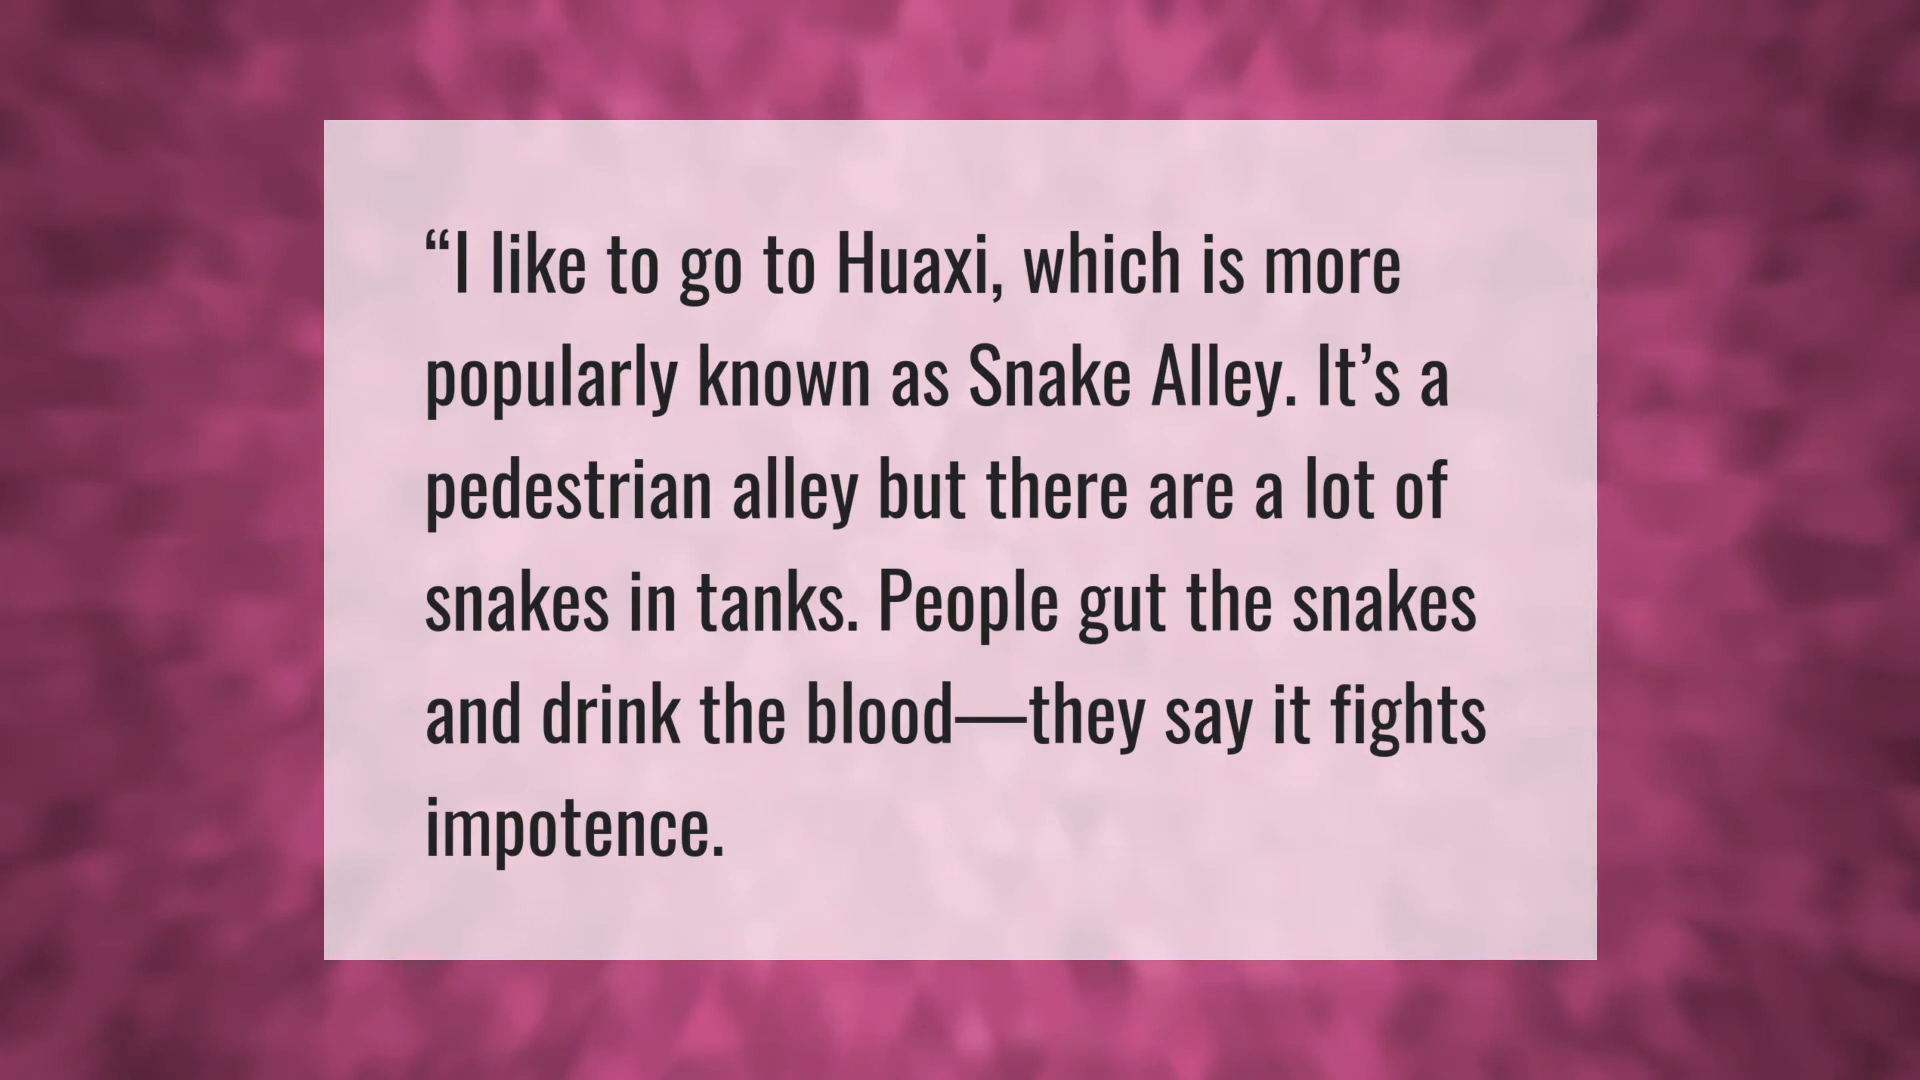 “I like to go to Huaxi, which is more
popularly known as Snake Alley. It’s a
pedestrian alley but there are a lot of
snakes in tanks. People gut the snakes
and drink the blood—they say it fights
impotence.